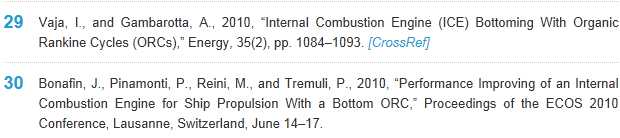 29 Vaja, I., and Gambarotta, A., 2010, “Internal Combustion Engine (ICE) Bottoming With Organic
Rankine Cycles (ORCs),” Energy, 35(2), pp. 1084–1093. [CrossRef]
30 Bonafin, J., Pinamonti, P., Reini, M., and Tremuli, P., 2010, “Performance Improving of an Internal
Combustion Engine for Ship Propulsion With a Bottom ORC,” Proceedings of the ECOS 2010
Conference, Lausanne, Switzerland, June 14–17.